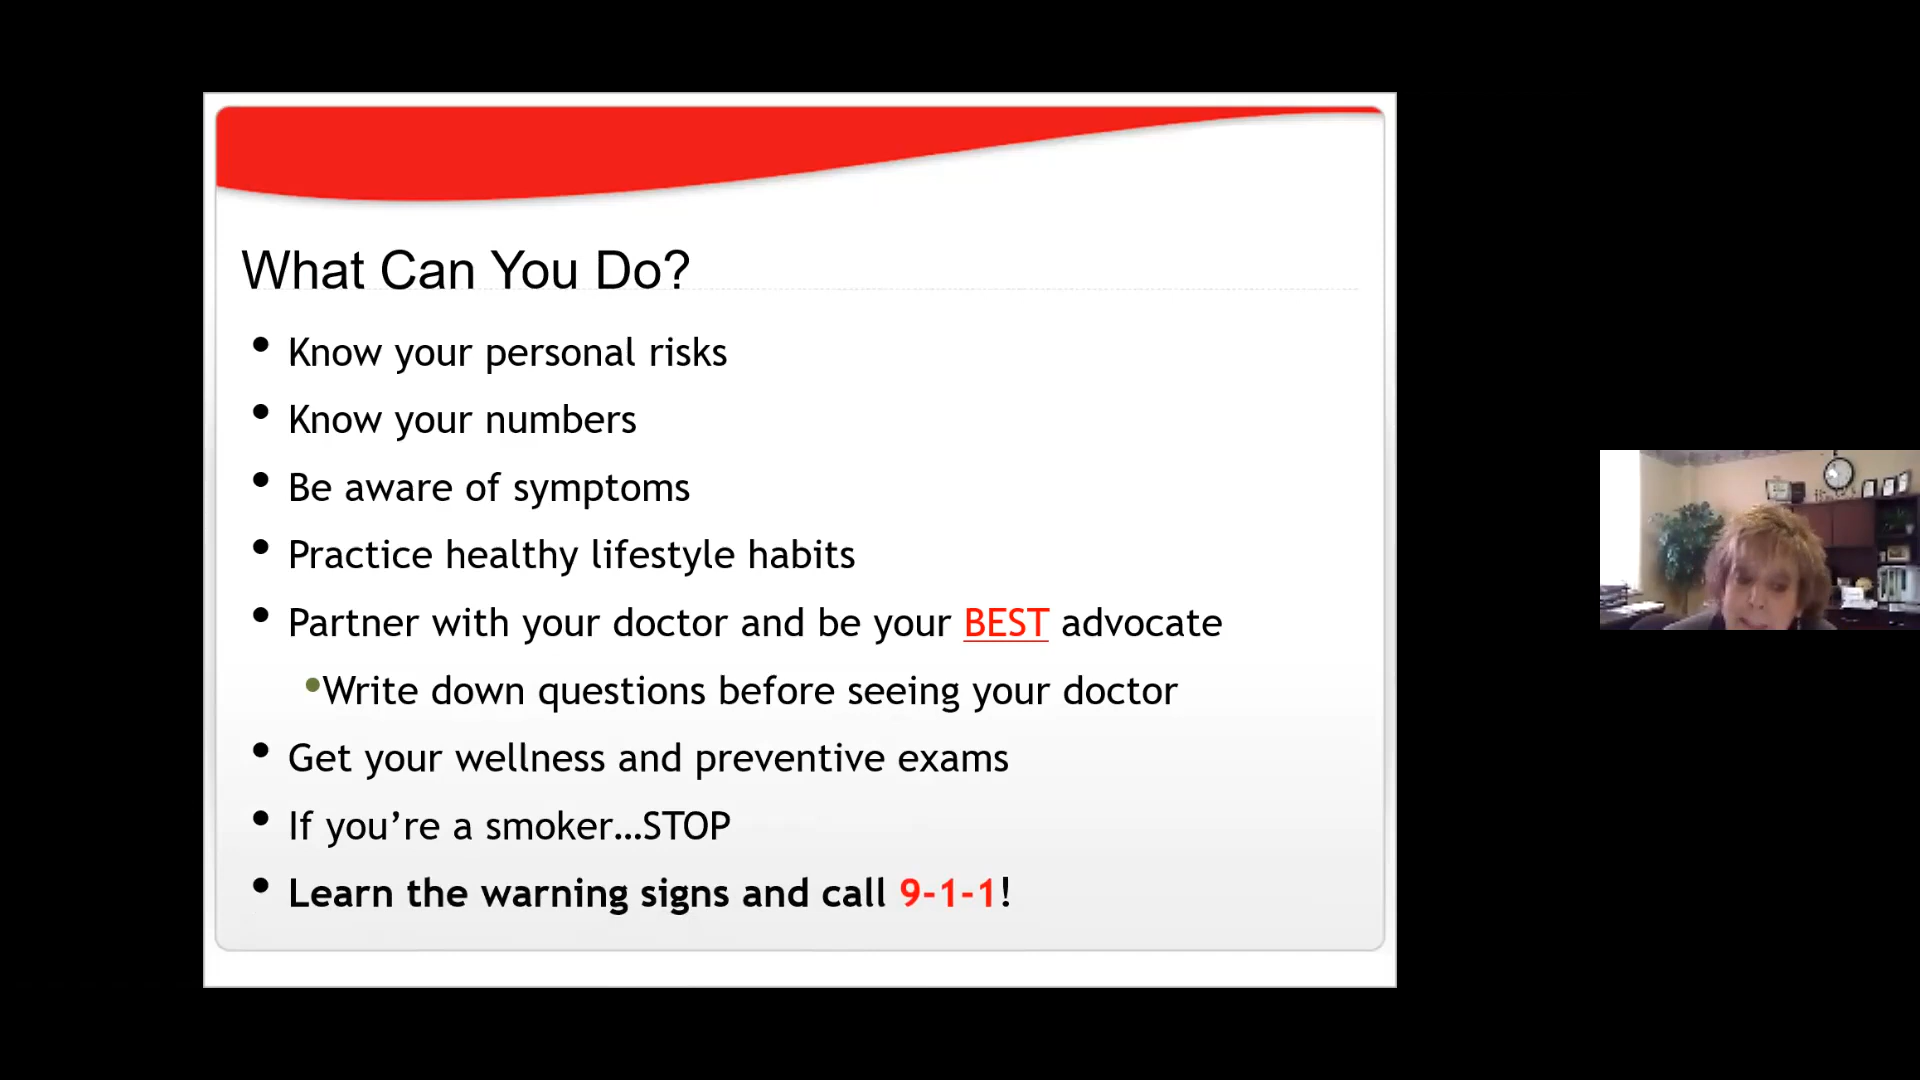 What Can You Do?
• Know your personal risks
• Know your numbers
• Be aware of symptoms
• Practice healthy lifestyle habits
• Partner with your doctor and be your BEST advocate
•Write down questions before seeing your doctor
• Get your wellness and preventive exams
• If you’re a smoker…STOP
• Learn the warning signs and call 9-1-1!